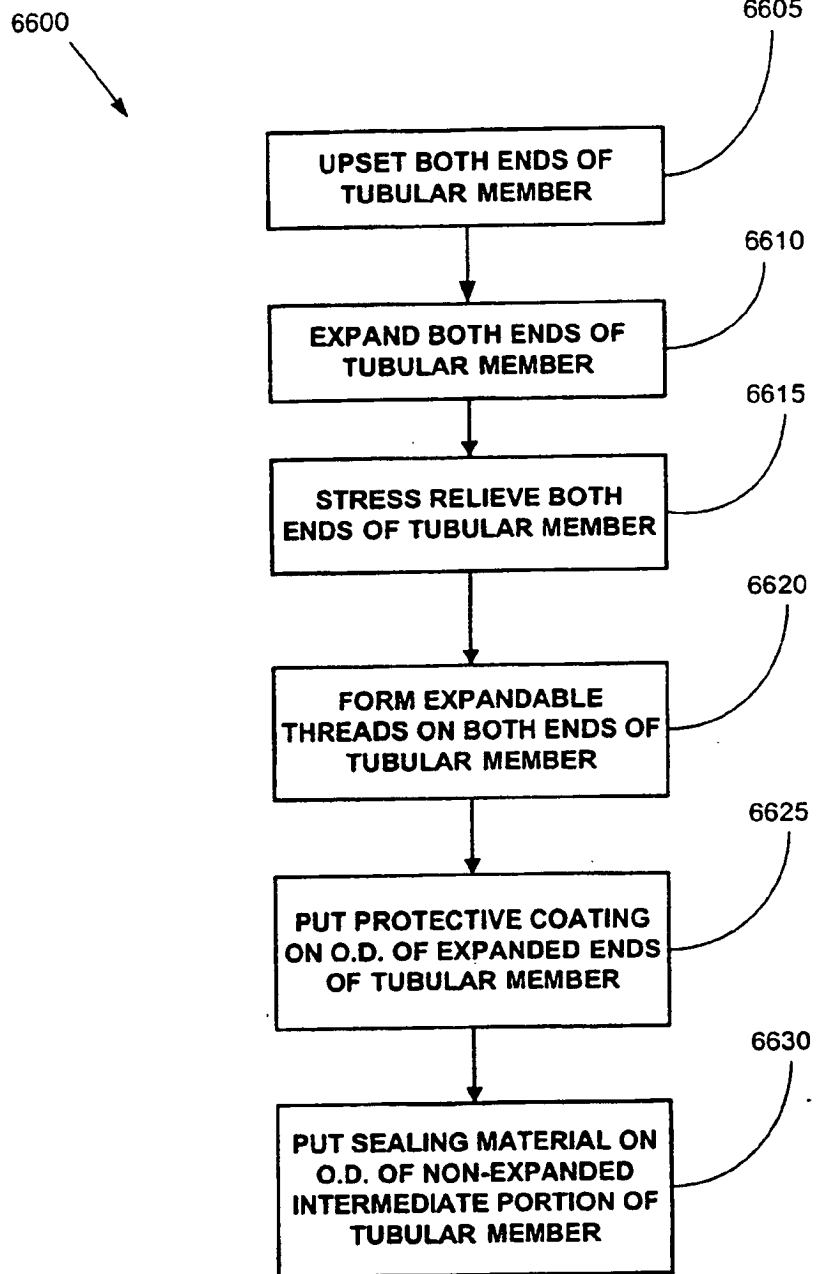 6600
6605
UPSET BOTH ENDS OF
TUBULAR MEMBER
6610
EXPAND BOTH ENDS OF
TUBULAR MEMBER
6615
STRESS RELIEVE BOTH
ENDS OF TUBULAR MEMBER
6620
FORM EXPANDABLE
THREADS ON BOTH ENDS OF
TUBULAR MEMBER
6625
PUT PROTECTIVE COATING
ON O.D. OF EXPANDED ENDS
OF TUBULAR MEMBER
6630
PUT SEALING MATERIAL ON
O.D. OF NON-EXPANDED
INTERMEDIATE PORTION OF
TUBULAR MEMBER